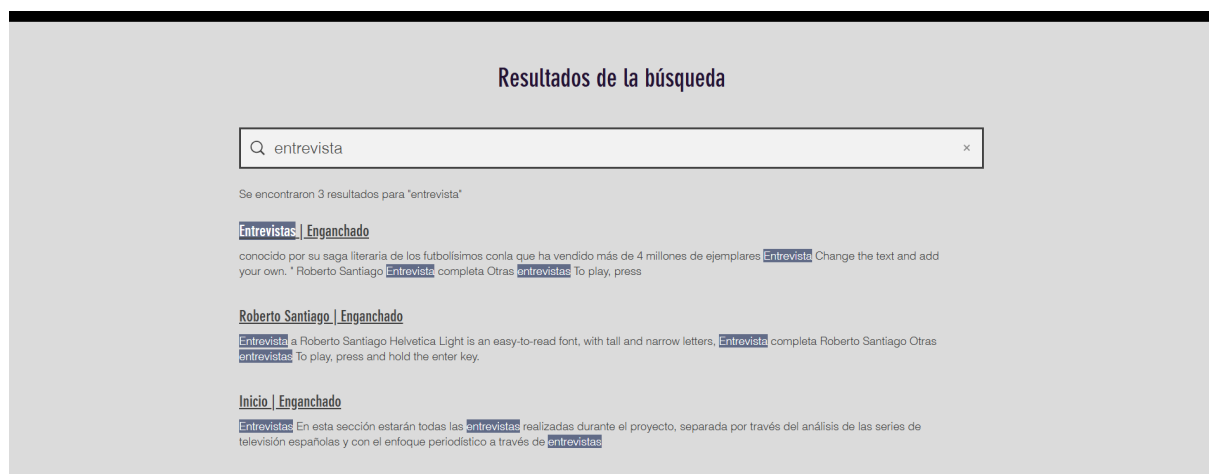 Resultados de la búsqueda
entrevista ×
Se encontraron 3 resultados para "entrevista"
Entrevistas | Enganchado
conocido por su saga literaria de los futbolísimos conla que ha vendido más de 4 millones de ejemplares Entrevista Change the text and add
your own. " Roberto Santiago Entrevista completa Otras entrevistas To play, press
Roberto Santiago | Enganchado
Entrevista a Roberto Santiago Helvetica Light is an easy-to-read font, with tall and narrow letters, Entrevista completa Roberto Santiago Otras
entrevistas To play, press and hold the enter key.
Inicio | Enganchado
Entrevistas En esta sección estarán todas las entrevistas realizadas durante el proyecto, separada por través del análisis de las series de
televisión españolas y con el enfoque periodístico a través de entrevistas